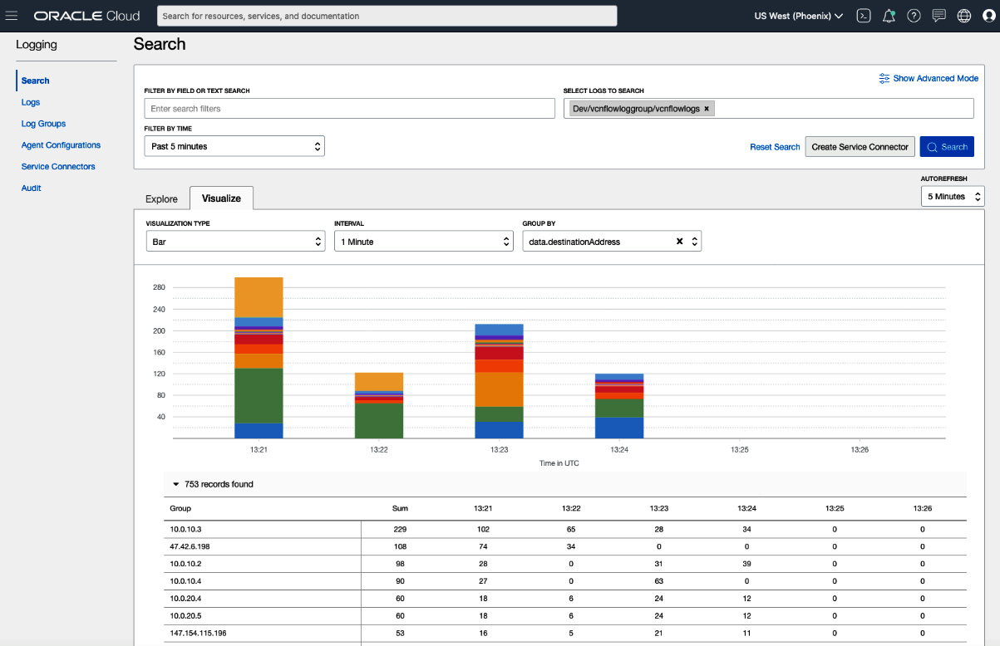 ORACLE Cloud
Search for resources, services, and documentation
US West (Phoenix)
Logging
Search
Logs
Log Groups
Agent Configurations
Service Connectors
Audit
Search
Show Advanced Mode
FILTER BY FIELD OR TEXT SEARCH
SELECT LOGS TO SEARCH
Enter search filters
Dev/vcnflowloggroup/vcnflowlogs ×
FILTER BY TIME
Past 5 minutes
Reset Search
Create Service Connector
Search
AUTOREFRESH
5 Minutes
Explore
Visualize
VISUALIZATION TYPE
INTERVAL
GROUP BY
Bar
1 Minute
data.destinationAddress ×
280
240
200
160
120
80
40
13:21 13:22 13:23 13:24 13:25 13:26
Time in UTC
753 records found
Group Sum 13:21 13:22 13:23 13:24 13:25 13:26
10.0.10.3 229 102 65 28 34 0 0
47.42.6.198 108 74 34 0 0 0 0
10.0.10.2 98 28 0 31 39 0 0
10.0.10.4 90 27 0 63 0 0 0
10.0.20.4 60 18 6 24 12 0 0
10.0.20.5 60 18 6 24 12 0 0
147.154.115.196 53 16 5 21 11 0 0